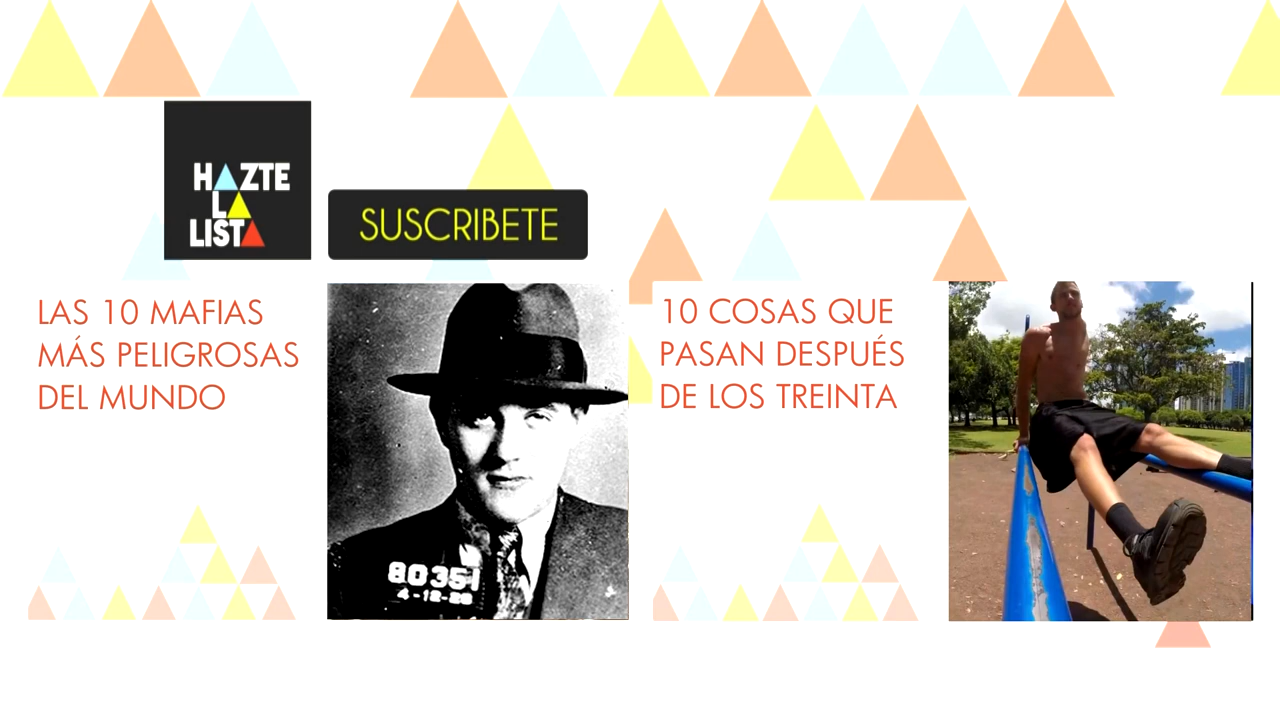 HAZTE
LA
LISTA
SUSCRIBETE
LAS 10 MAFIAS
MÁS PELIGROSAS
DEL MUNDO
80351
4-12-28
10 COSAS QUE
PASAN DESPUÉS
DE LOS TREINTA